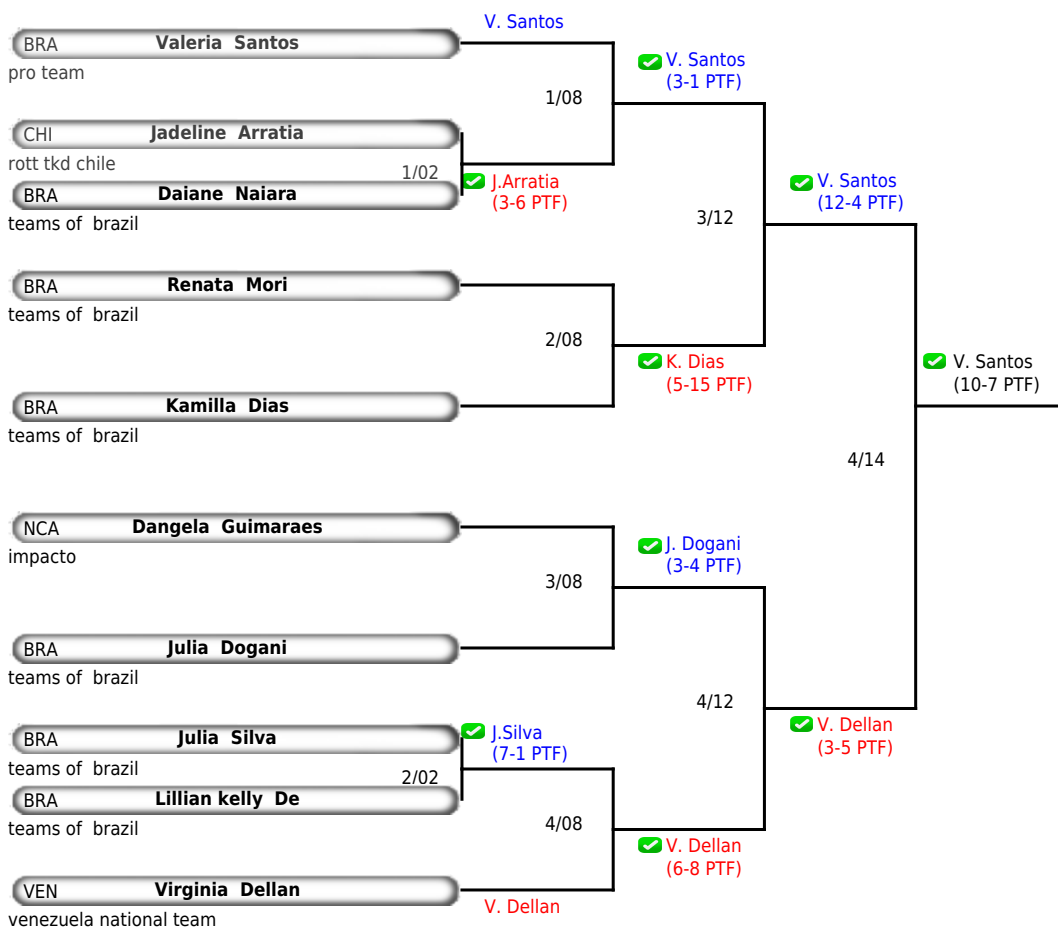 V. Santos
BRA Valeria Santos
pro team
V. Santos
(3-1 PTF)
1/08
CHI Jadeline Arratia
rott tkd chile
1/02
J.Arratia
(3-6 PTF)
BRA Daiane Naiara
teams of brazil
V. Santos
(12-4 PTF)
3/12
BRA Renata Mori
teams of brazil
2/08
K. Dias
(5-15 PTF)
V. Santos
(10-7 PTF)
BRA Kamilla Dias
teams of brazil
4/14
NCA Dangela Guimaraes
impacto
J. Dogani
(3-4 PTF)
3/08
BRA Julia Dogani
teams of brazil
4/12
V. Dellan
(3-5 PTF)
BRA Julia Silva
teams of brazil
J.Silva
(7-1 PTF)
2/02
BRA Lillian kelly De
teams of brazil
4/08
V. Dellan
(6-8 PTF)
VEN Virginia Dellan
venezuela national team
V. Dellan